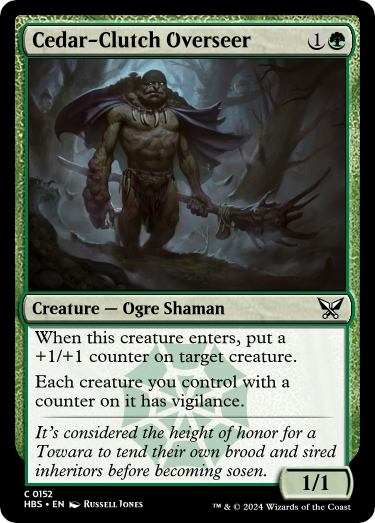 Cedar-Clutch Overseer 1
Creature — Ogre Shaman
When this creature enters, put a
+1/+1 counter on target creature.
Each creature you control with a
counter on it has vigilance.
It's considered the height of honor for a
Towara to tend their own brood and sired
inheritors before becoming sosen.
1/1
C 0152
HBS • EN Russell Jones
™ & © 2024 Wizards of the Coast